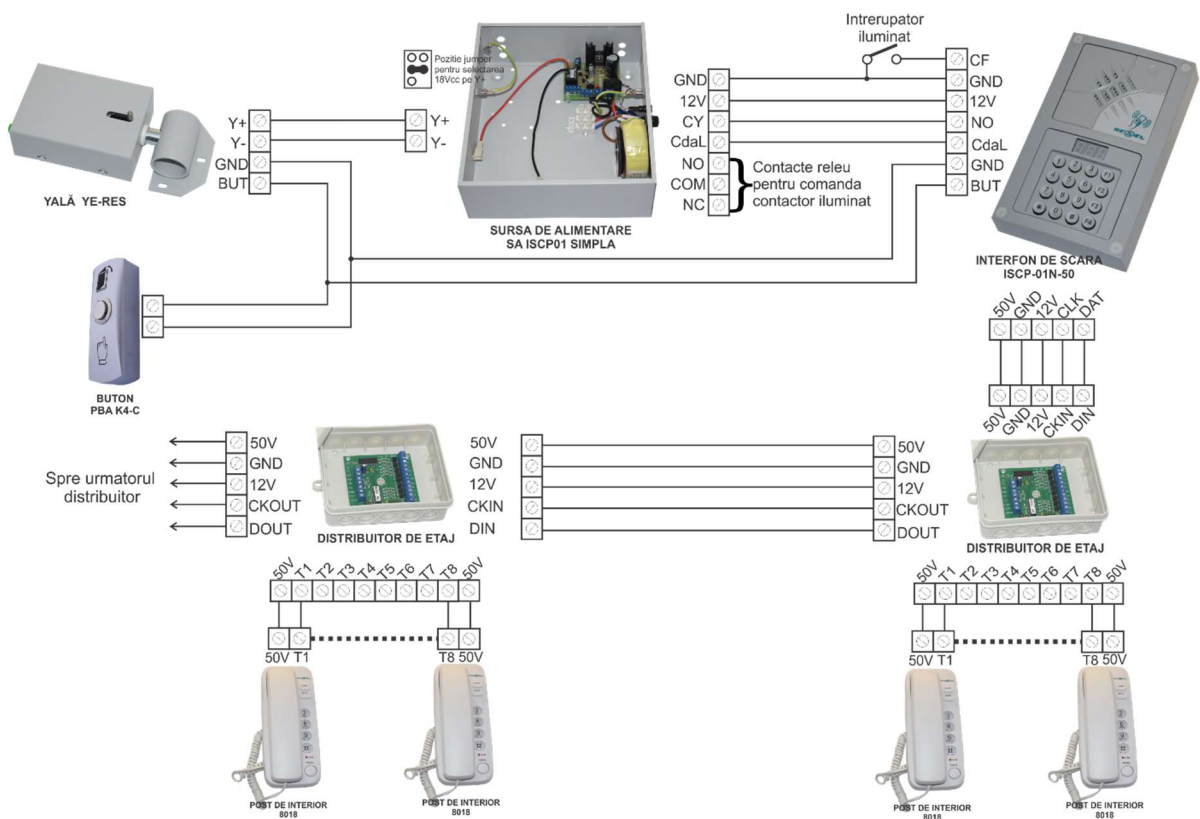 Intrerupator
iluminat
Pozitie jumper
pentru selectarea
18Vcc pe Y+
Y+
Y-
GND
BUT
Y+
Y-
GND
12V
CY
CdaL
NO
COM
NC
Contacte releu
pentru comanda
contactor iluminat
CF
GND
12V
NO
CdaL
GND
BUT
YALĂ YE-RES
SURSA DE ALIMENTARE
SA ISCP01 SIMPLA
INTERFON DE SCARA
ISCP-01N-50
50V GND 12V CLK DAT
50V GND 12V CKIN DIN
BUTON
PBA K4-C
Spre urmatorul
distribuitor
50V
GND
12V
CKOUT
DOUT
DISTRIBUITOR DE ETAJ
50V
GND
12V
CKIN
DIN
50V
GND
12V
CKOUT
DOUT
DISTRIBUITOR DE ETAJ
50V T1 T2 T3 T4 T5 T6 T7 T8 50V
50V T1 T8 50V
50V T1 T2 T3 T4 T5 T6 T7 T8 50V
50V T1 T8 50V
POST DE INTERIOR
8018
POST DE INTERIOR
8018
POST DE INTERIOR
8018
POST DE INTERIOR
8018